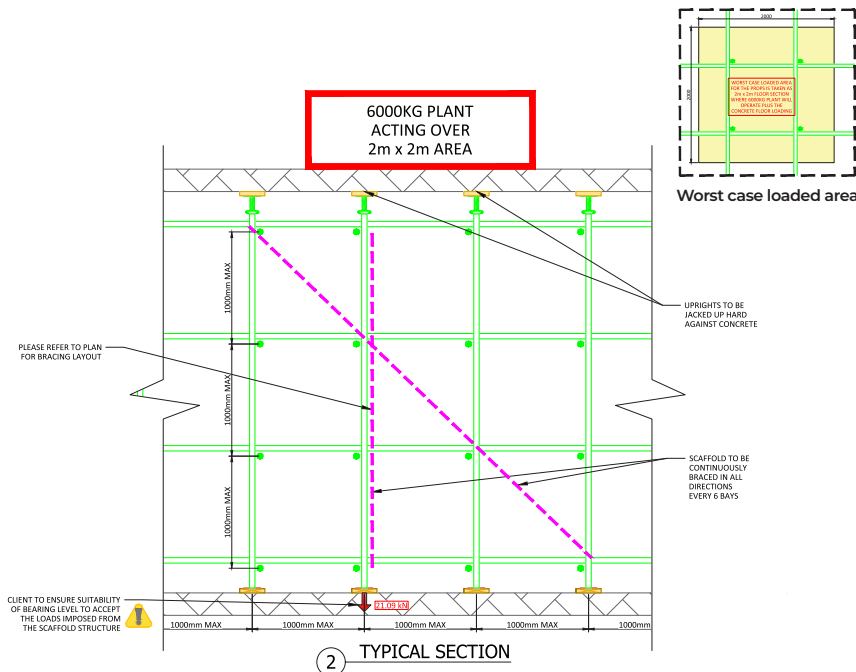 2000
2000
WORST CASE LOADED AREA
FOR THE PROPS IS TAKEN AS
2m x 2m FLOOR SECTION
WHERE 6000KG PLANT WILL
OPERATE PLUS THE
CONCRETE FLOOR LOADING
Worst case loaded area
6000KG PLANT
ACTING OVER
2m x 2m AREA
1000mm MAX
1000mm MAX
1000mm MAX
UPRIGHTS TO BE
JACKED UP HARD
AGAINST CONCRETE
PLEASE REFER TO PLAN
FOR BRACING LAYOUT
SCAFFOLD TO BE
CONTINUOUSLY
BRACED IN ALL
DIRECTIONS
EVERY 6 BAYS
CLIENT TO ENSURE SUITABILITY
OF BEARING LEVEL TO ACCEPT
THE LOADS IMPOSED FROM
THE SCAFFOLD STRUCTURE
21.09 kN
1000mm MAX
1000mm MAX
1000mm MAX
1000mm MAX
1000mm
2
TYPICAL SECTION